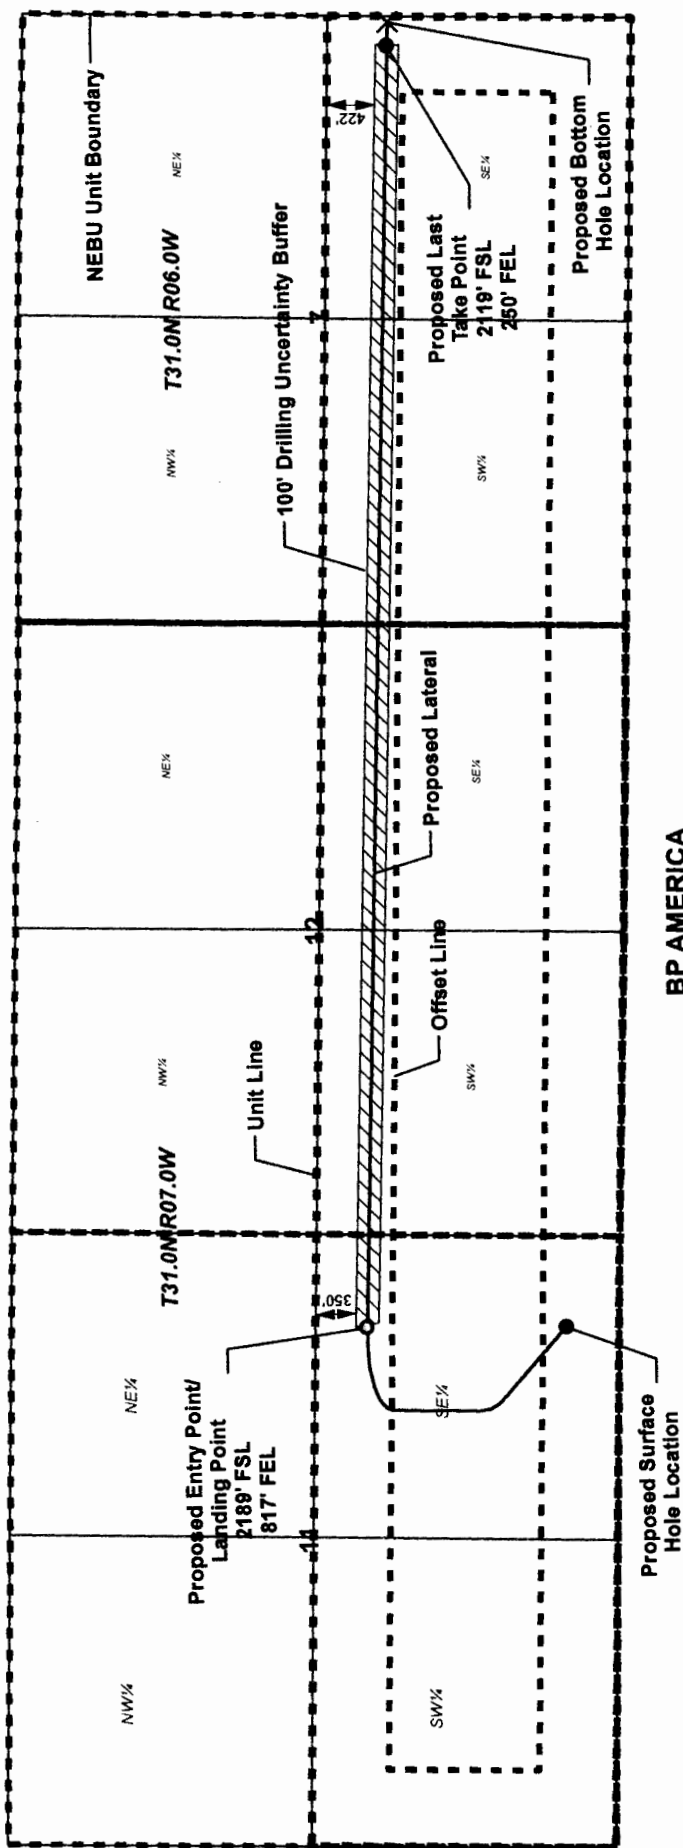 NEBU Unit Boundary
NE¼
T31.0N R06.0W
NW¼
7
422'
100' Drilling Uncertainty Buffer
Proposed Last
Take Point
2119' FSL
250' FEL
SE¼
Proposed Bottom
Hole Location
SW¼
NE¼
12
NW¼
T31.0N R07.0W
Unit Line
Proposed Lateral
Offset Line
SE¼
SW¼
350'
Proposed Entry Point/
Landing Point
2189' FSL
817' FEL
NE¼
11
NW¼
SE¼
SW¼
Proposed Surface
Hole Location
BP AMERICA